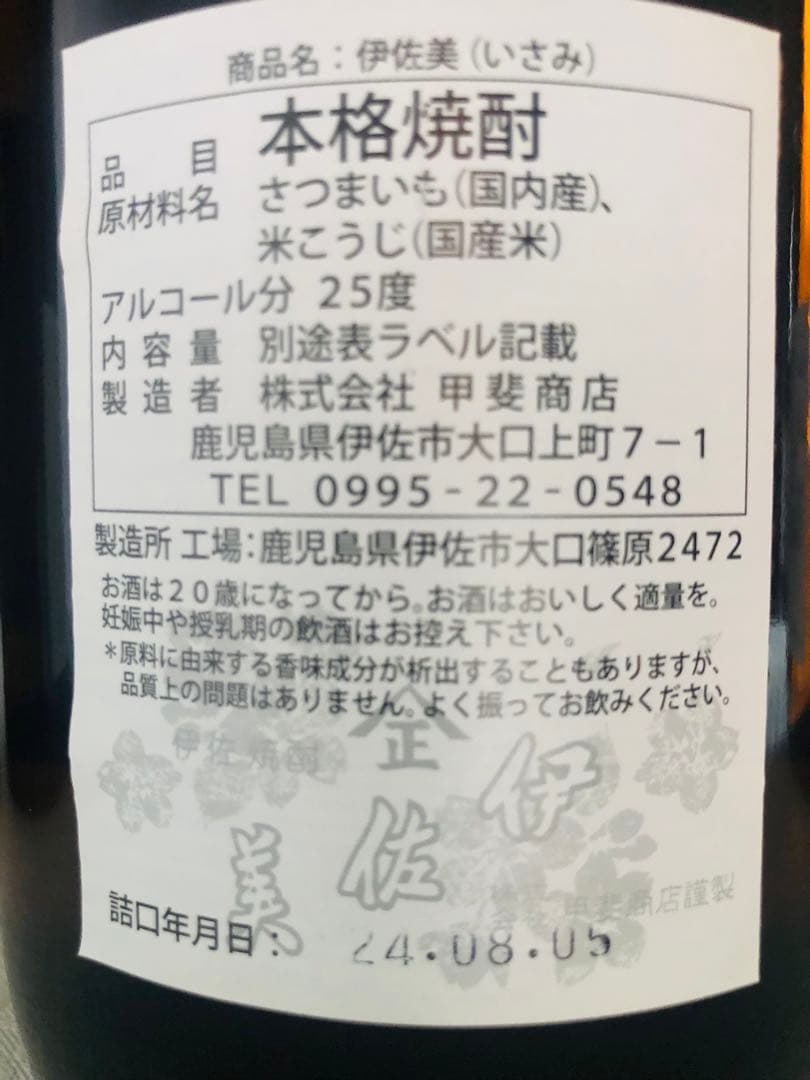 商品名：伊佐美（いさみ）
品目 本格焼酎
原材料名 さつまいも（国内産）、
米こうじ（国産米）
アルコール分 25度
内容量 別途表ラベル記載
製造者 株式会社 甲斐商店
鹿児島県伊佐市大口上町７－１
TEL 0995-22-0548
製造所 工場：鹿児島県伊佐市大口篠原2472
お酒は２０歳になってから。お酒はおいしく適量を。
妊娠中や授乳期の飲酒はお控え下さい。
＊原料に由来する香味成分が析出することもありますが、
品質上の問題はありません。よく振ってお飲みください。
正
伊佐焼酎
伊佐美
甲斐商店謹製
詰口年月日： 24.08.05